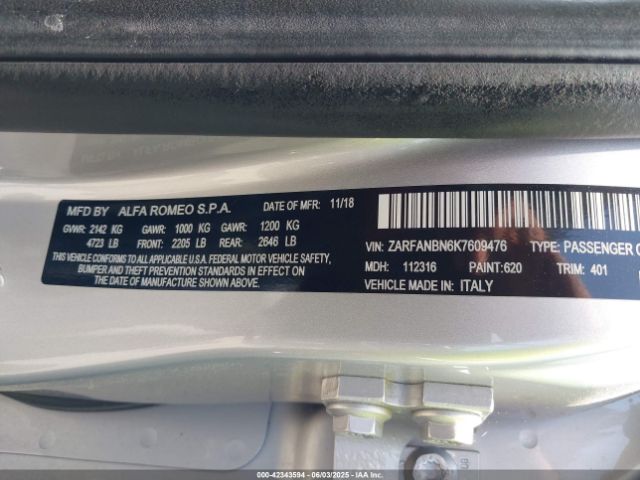 MFD BY ALFA ROMEO S.P.A. DATE OF MFR: 11/18
GVWR: 2142 KG GAWR: 1000 KG GAWR: 1200 KG
4723 LB FRONT: 2205 LB REAR: 2646 LB
THIS VEHICLE CONFORMS TO ALL APPLICABLE U.S. FEDERAL MOTOR VEHICLE SAFETY,
BUMPER AND THEFT PREVENTION STANDARDS IN EFFECT ON
THE DATE OF MANUFACTURE SHOWN ABOVE.
VIN: ZARFANBN6K7609476 TYPE: PASSENGER C
MDH: 112316 PAINT:620 TRIM: 401
VEHICLE MADE IN: ITALY
000-42343594 | 06/03/2025 | © IAA Inc.